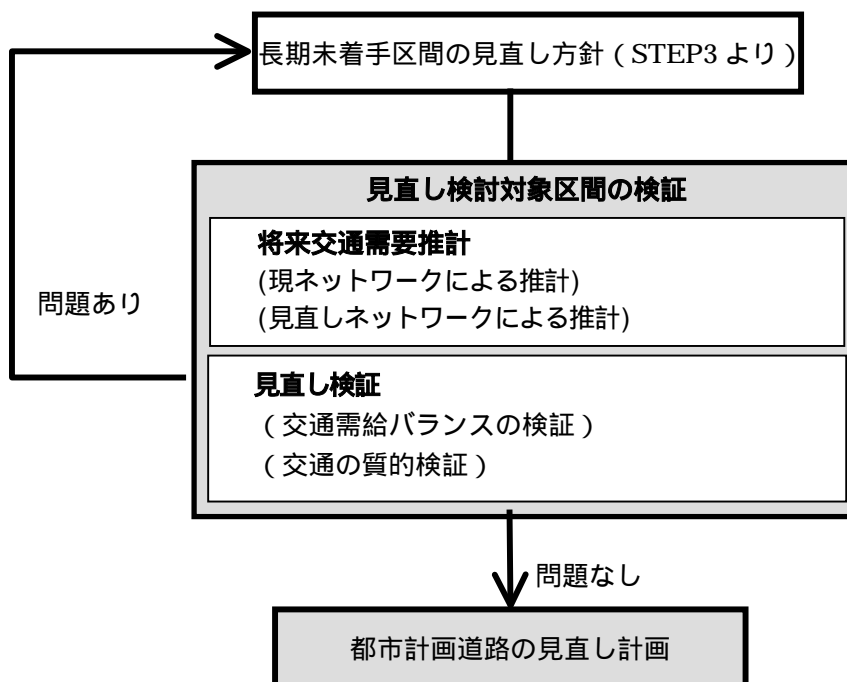 長期未着手区間の見直し方針（STEP3 より）
見直し検討対象区間の検証
将来交通需要推計
(現ネットワークによる推計)
(見直しネットワークによる推計)
問題あり
見直し検証
（交通需給バランスの検証）
（交通の質的検証）
問題なし
都市計画道路の見直し計画